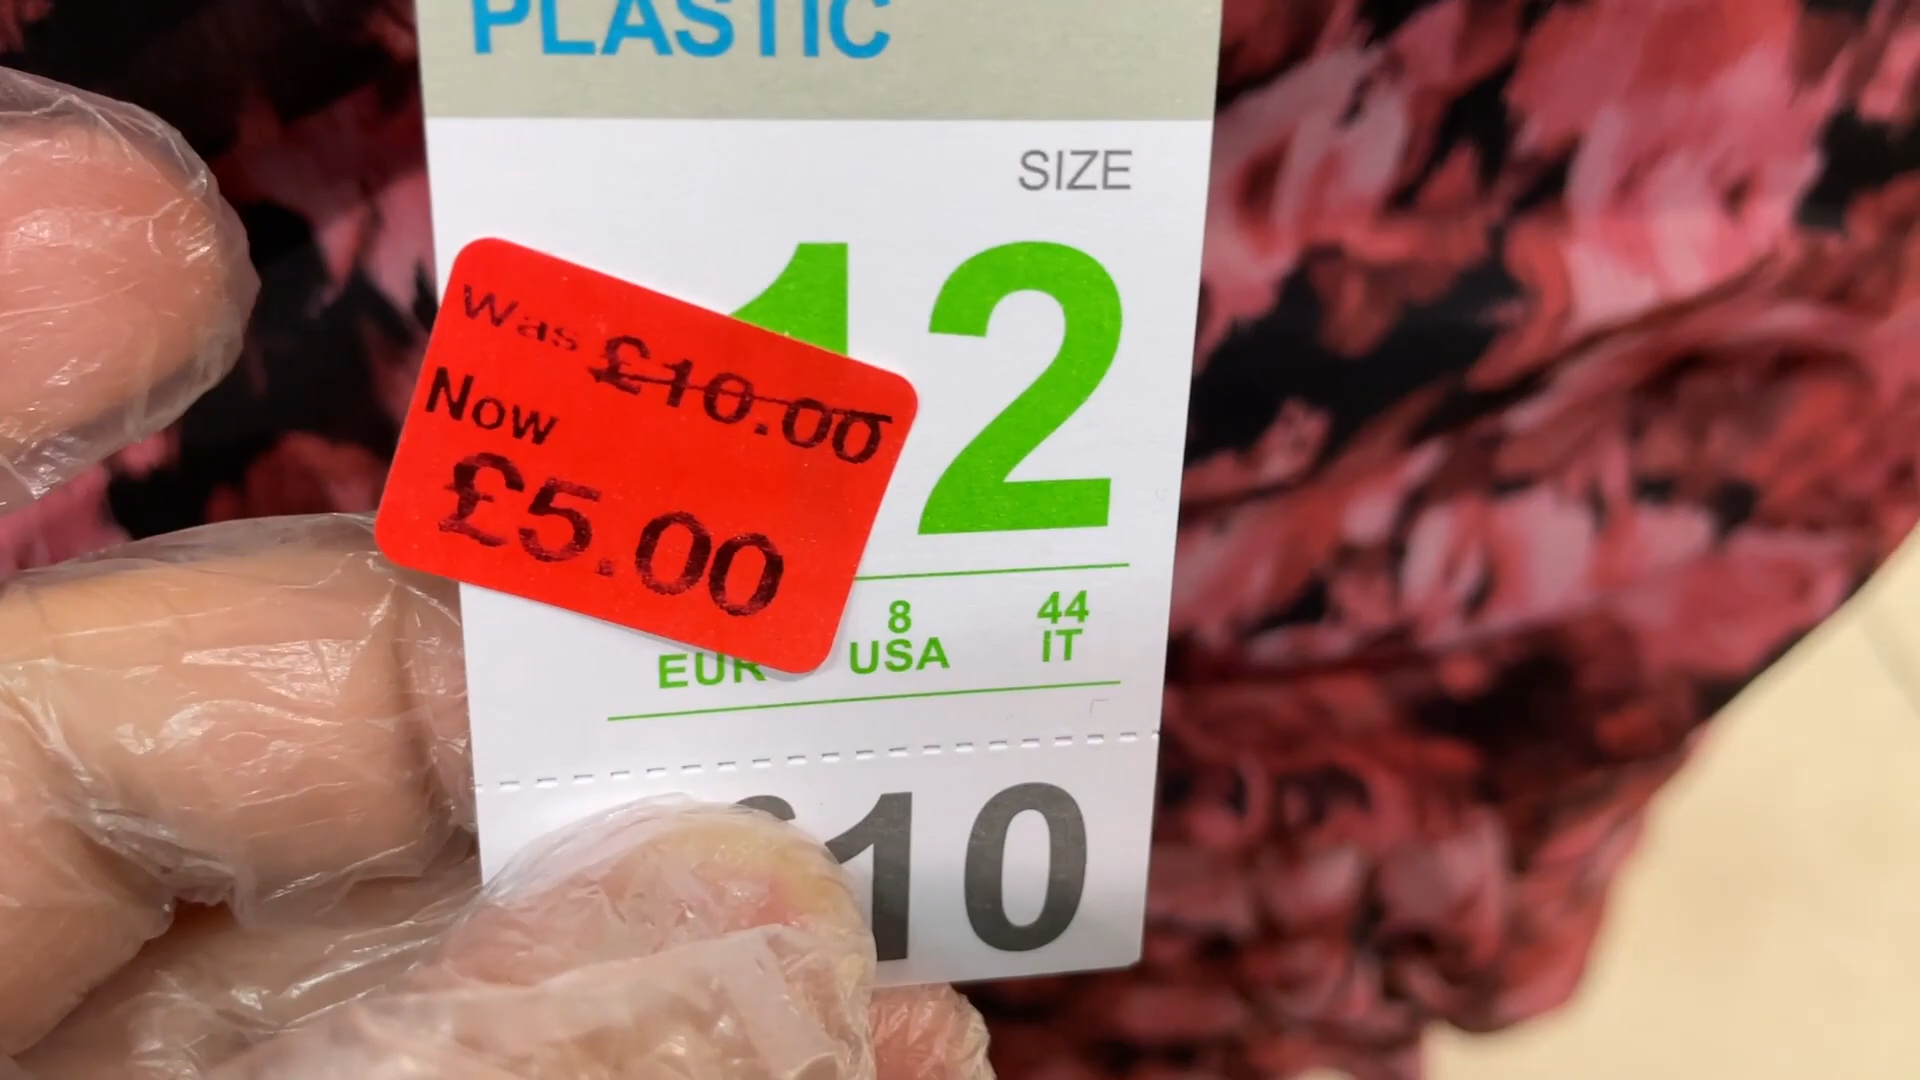 PLASTIC
SIZE
12
Was £10.00
Now
£5.00
8 44
EUR USA IT
10